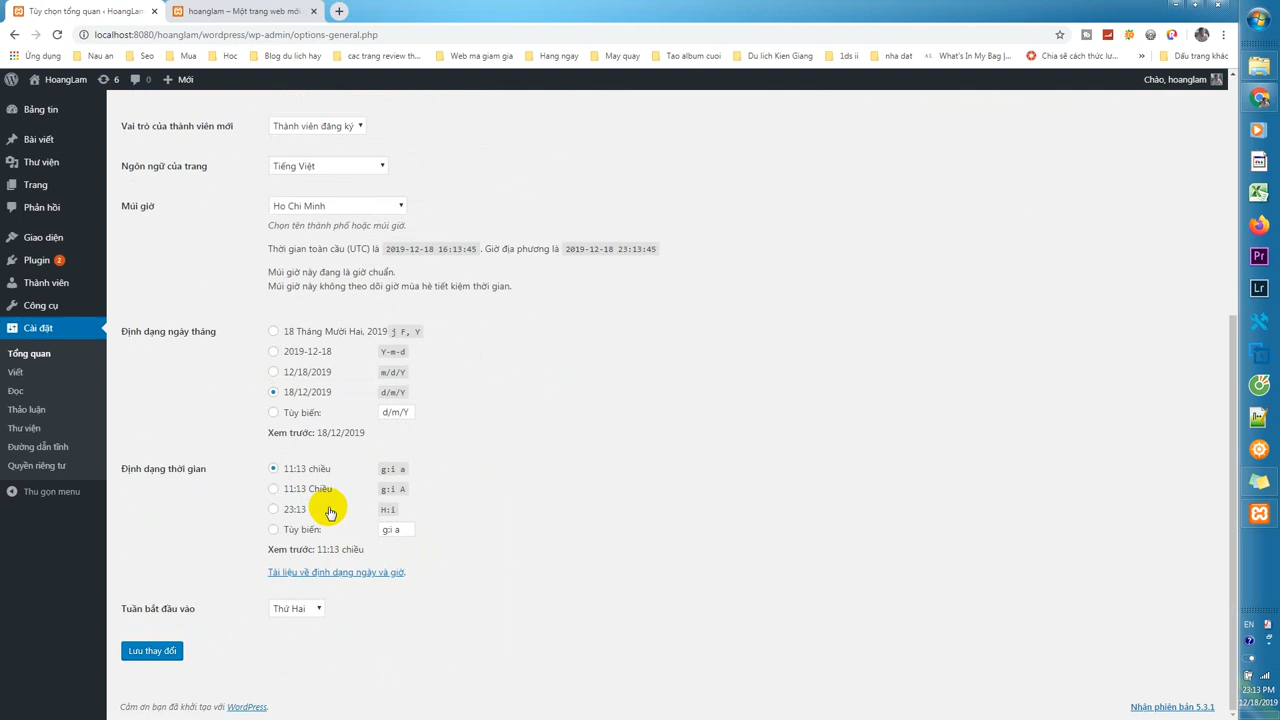 Tùy chọn tổng quan ‹ HoangLam
hoanglam – Một trang web mới
localhost:8080/hoanglam/wordpress/wp-admin/options-general.php
Ứng dung
Nau an
Seo
Mua
Hoc
Blog du lich hay
cac trang review th...
Web ma giam gia
Hàng ngày
May quay
Tao album cuoi
Du lich Kien Giang
1ds ii
nha dat
What's In My Bag |...
Chia sẽ cách thức lư...
»
Dấu trang khác
HoangLam
6
0
Mới
Chào, hoanglam
Bảng tin
Bài viết
Thư viện
Trang
Phản hồi
Giao diện
Plugin 2
Thành viên
Công cụ
Cài đặt
Tổng quan
Viết
Đọc
Thảo luận
Thư viện
Đường dẫn tĩnh
Quyền riêng tư
Thu gọn menu
Vai trò của thành viên mới
Thành viên đăng ký
Ngôn ngữ của trang
Tiếng Việt
Múi giờ
Ho Chi Minh
Chọn tên thành phố hoặc múi giờ.
Thời gian toàn cầu (UTC) là 2019-12-18 16:13:45. Giờ địa phương là 2019-12-18 23:13:45
Múi giờ này đang là giờ chuẩn.
Múi giờ này không theo dõi giờ mùa hè tiết kiệm thời gian.
Định dạng ngày tháng
18 Tháng Mười Hai, 2019 j F, Y
2019-12-18 Y-m-d
12/18/2019 m/d/Y
18/12/2019 d/m/Y
Tùy biến: d/m/Y
Xem trước: 18/12/2019
Định dạng thời gian
11:13 chiều g:i a
11:13 Chiều g:i A
23:13 H:i
Tùy biến: g:i a
Xem trước: 11:13 chiều
Tài liệu về định dạng ngày và giờ.
Tuần bắt đầu vào
Thứ Hai
Lưu thay đổi
Cảm ơn bạn đã khởi tạo với WordPress.
Nhận phiên bản 5.3.1
Pr
Lr
EN
23:13 PM
12/18/2019